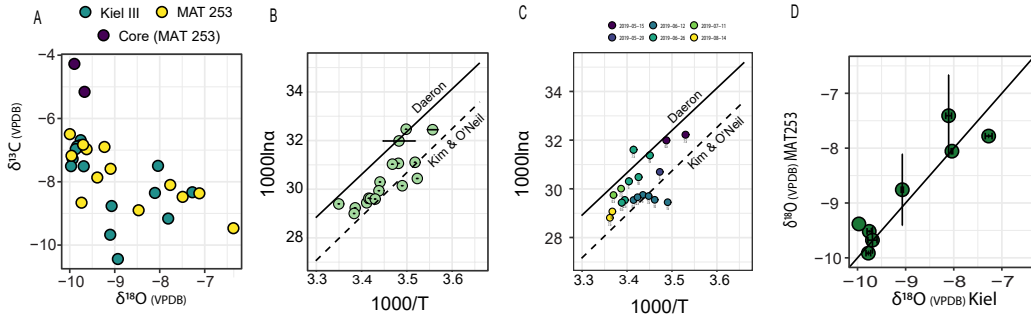 A
Kiel III
MAT 253
Core (MAT 253)
−4
−6
−8
−10
δ¹³C (VPDB)
−10
−9
−8
−7
δ¹⁸O (VPDB)
B
34
32
30
28
1000lnα
Daeron
Kim & O'Neil
3.3
3.4
3.5
3.6
1000/T
C
2019-05-15
2019-06-12
2019-07-11
2019-05-29
2019-06-26
2019-08-14
34
32
30
28
1000lnα
Daeron
Kim & O'Neil
3.3
3.4
3.5
3.6
1000/T
D
−7
−8
−9
−10
δ¹⁸O (VPDB) MAT253
−10
−9
−8
−7
δ¹⁸O (VPDB) Kiel